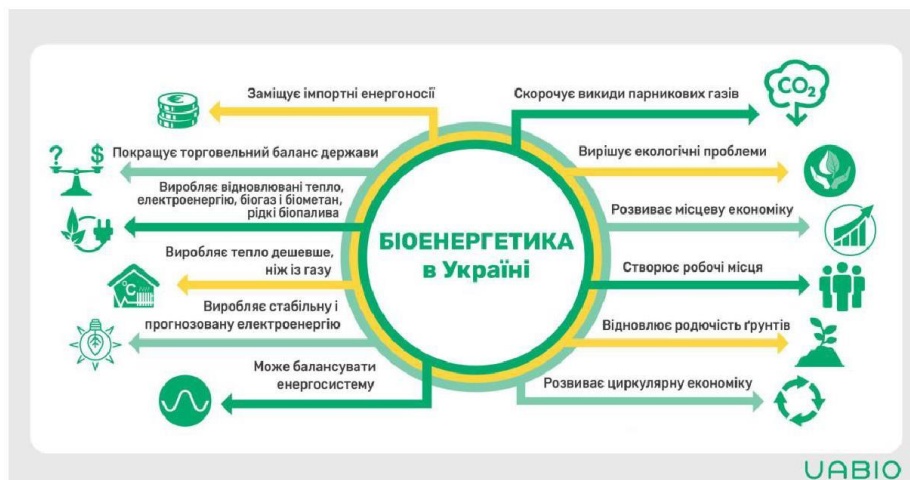 Заміщує імпортні енергоносії
Покращує торговельний баланс держави
Виробляє відновлювані тепло,
електроенергію, біогаз і біометан,
рідкі біопалива
Виробляє тепло дешевше,
ніж із газу
Виробляє стабільну і
прогнозовану електроенергію
Може балансувати
енергосистему
БІОЕНЕРГЕТИКА
в Україні
Скорочує викиди парникових газів
CO₂
Вирішує екологічні проблеми
Розвиває місцеву економіку
Створює робочі місця
Відновлює родючість ґрунтів
Розвиває циркулярну економіку
€
?
$
°C
UABIO